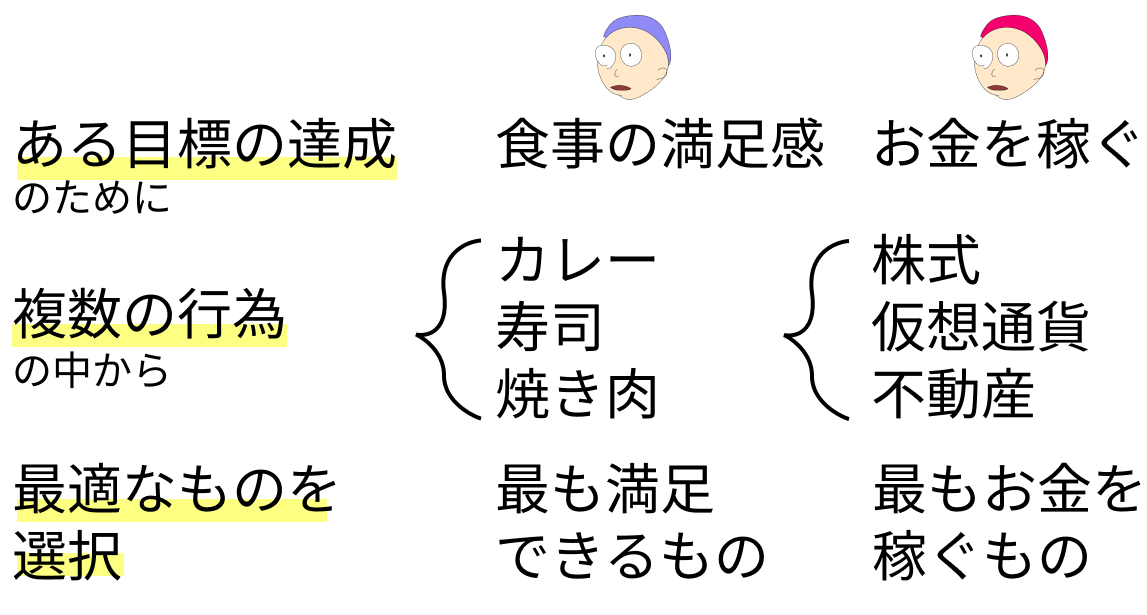 ある目標の達成
のために
複数の行為
の中から
最適なものを
選択
食事の満足感
カレー
寿司
焼き肉
最も満足
できるもの
お金を稼ぐ
株式
仮想通貨
不動産
最もお金を
稼ぐもの